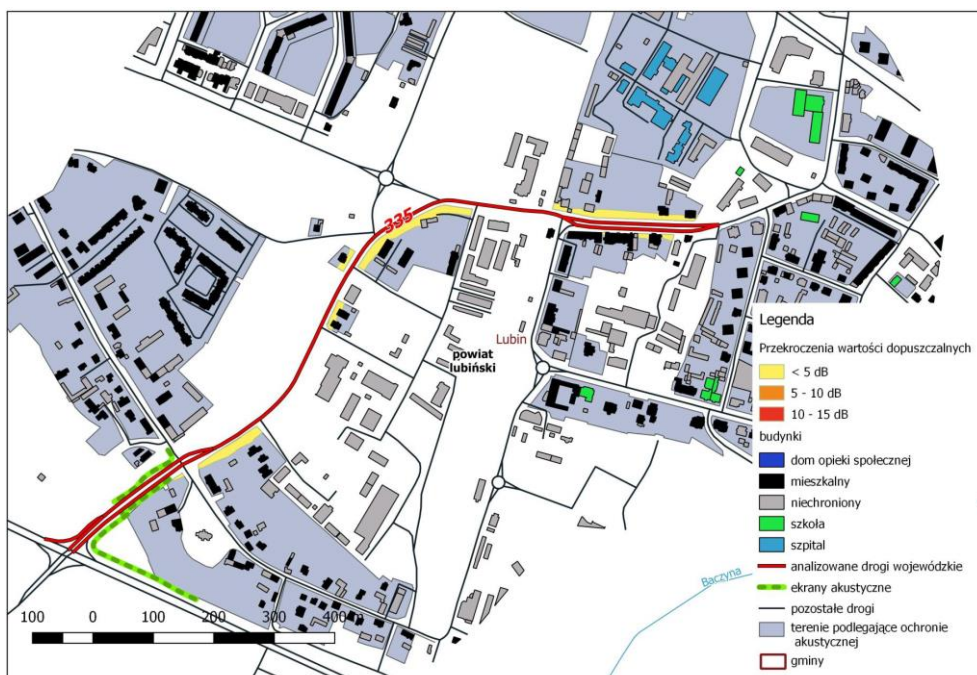 335
Lubin
powiat
lubiński
Baczyna
100 0 100 200 300 400 m
Legenda
Przekroczenia wartości dopuszczalnych
< 5 dB
5 - 10 dB
10 - 15 dB
budynki
dom opieki społecznej
mieszkalny
niechroniony
szkoła
szpital
analizowane drogi wojewódzkie
ekrany akustyczne
pozostałe drogi
terenie podlegające ochronie
akustycznej
gminy